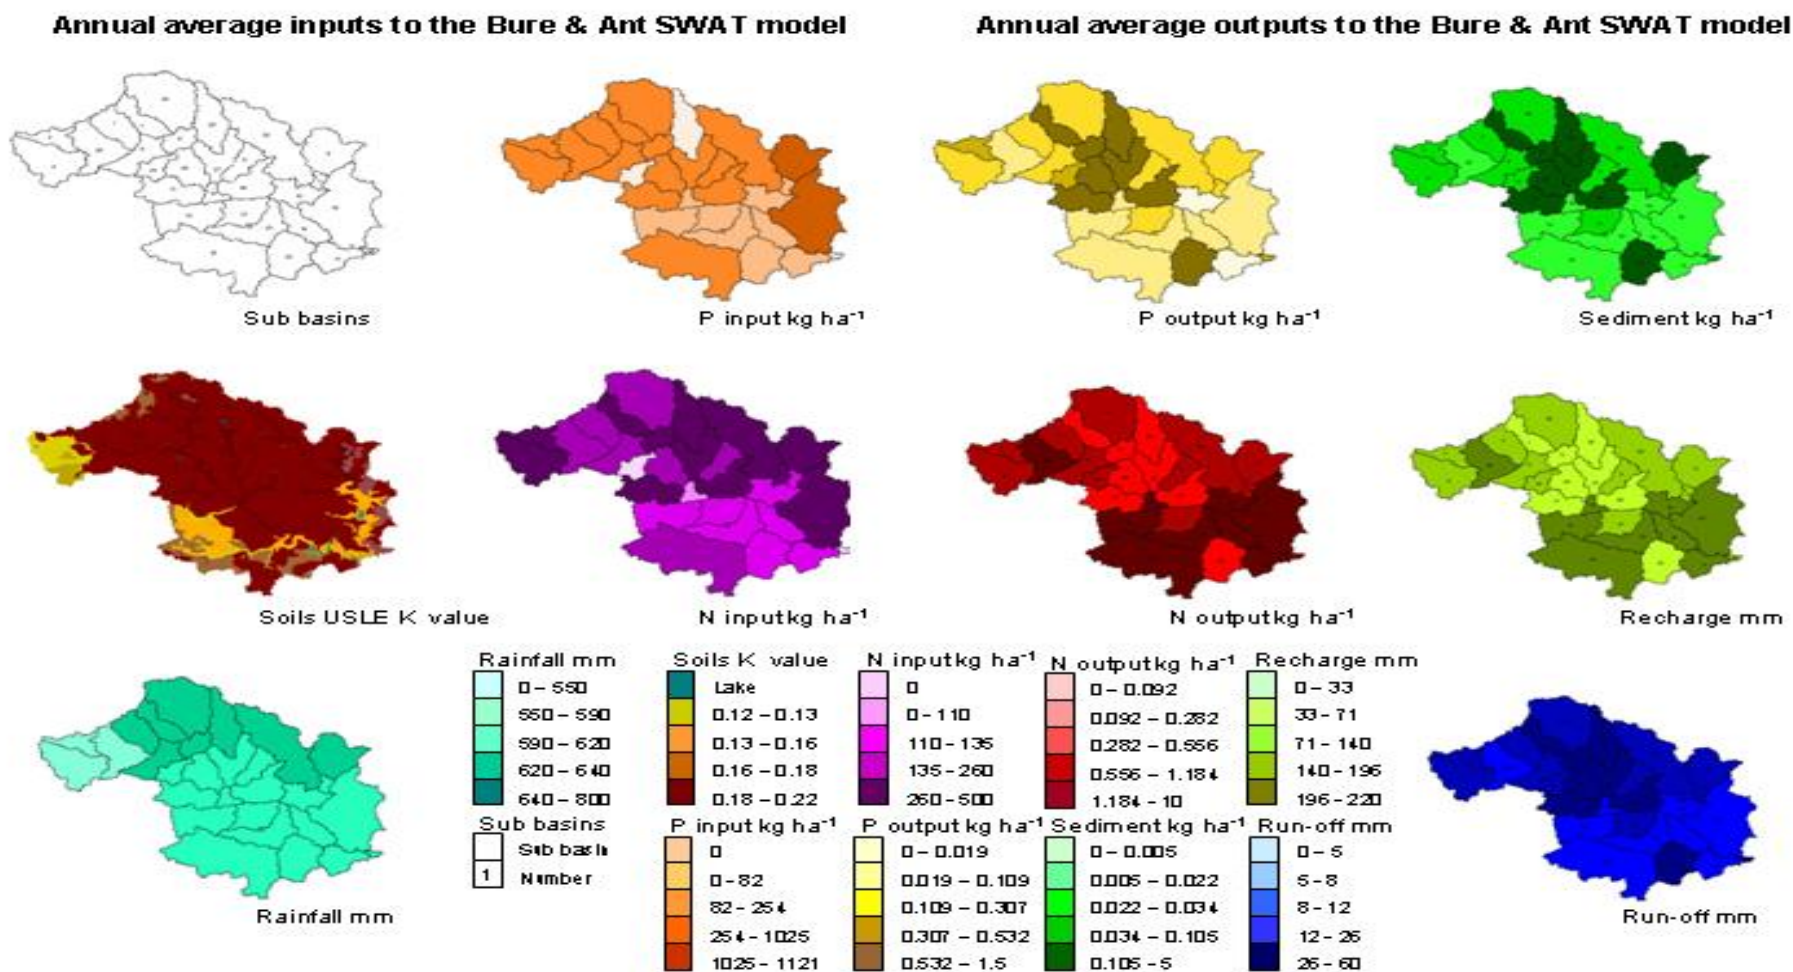 Annual average inputs to the Bure & Ant SWAT model
Annual average outputs to the Bure & Ant SWAT model
Sub basins
P input kg ha⁻¹
P output kg ha⁻¹
Sediment kg ha⁻¹
Soils USLE K value
N input kg ha⁻¹
N output kg ha⁻¹
Recharge mm
Rainfall mm
0 - 550
550 - 590
590 - 620
620 - 640
640 - 800
Soils K value
Lake
0.12 - 0.13
0.13 - 0.16
0.16 - 0.18
0.18 - 0.22
N input kg ha⁻¹
0
0 - 110
110 - 135
135 - 260
260 - 500
N output kg ha⁻¹
0 - 0.092
0.092 - 0.282
0.282 - 0.556
0.556 - 1.184
1.184 - 10
Recharge mm
0 - 33
33 - 71
71 - 140
140 - 196
196 - 220
Sub basins
Sub basin
1 Number
P input kg ha⁻¹
0
0 - 82
82 - 254
254 - 1025
1025 - 1121
P output kg ha⁻¹
0 - 0.019
0.019 - 0.109
0.109 - 0.307
0.307 - 0.532
0.532 - 1.5
Sediment kg ha⁻¹
0 - 0.005
0.005 - 0.022
0.022 - 0.034
0.034 - 0.105
0.105 - 5
Run-off mm
0 - 5
5 - 8
8 - 12
12 - 26
26 - 60
Rainfall mm
Run-off mm